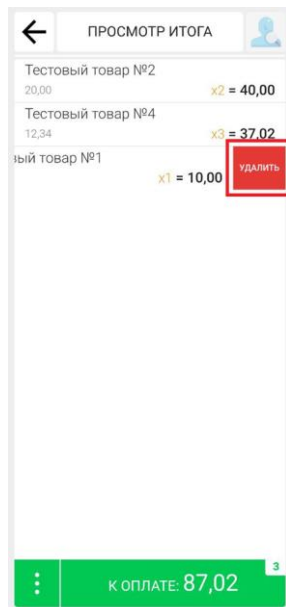 ПРОСМОТР ИТОГА
Тестовый товар №2
20,00 x2 = 40,00
Тестовый товар №4
12,34 x3 = 37,02
вый товар №1
x1 = 10,00
УДАЛИТЬ
3
К ОПЛАТЕ: 87,02